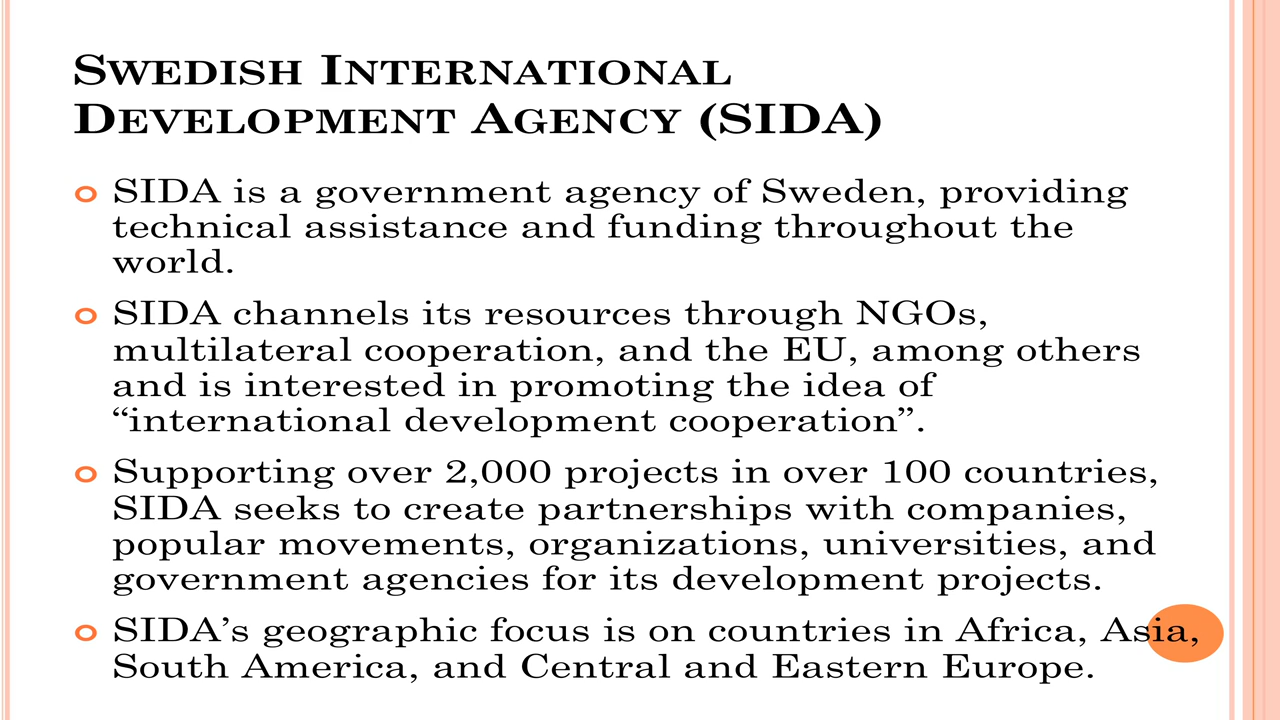 Swedish International
Development Agency (SIDA)
SIDA is a government agency of Sweden, providing
technical assistance and funding throughout the
world.
SIDA channels its resources through NGOs,
multilateral cooperation, and the EU, among others
and is interested in promoting the idea of
“international development cooperation”.
Supporting over 2,000 projects in over 100 countries,
SIDA seeks to create partnerships with companies,
popular movements, organizations, universities, and
government agencies for its development projects.
SIDA’s geographic focus is on countries in Africa, Asia,
South America, and Central and Eastern Europe.